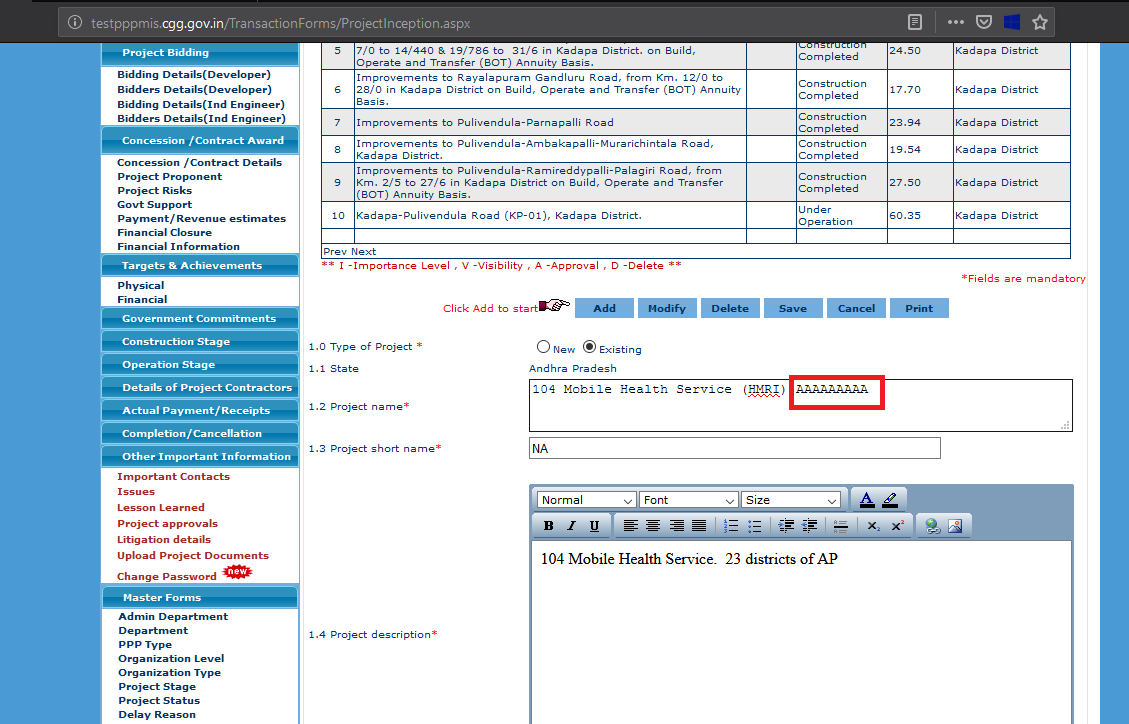 testpppmis.cgg.gov.in/TransactionForms/ProjectInception.aspx
Project Bidding
Bidding Details(Developer)
Bidders Details(Developer)
Bidding Details(Ind Engineer)
Bidders Details(Ind Engineer)
Concession /Contract Award
Concession /Contract Details
Project Proponent
Project Risks
Govt Support
Payment/Revenue estimates
Financial Closure
Financial Information
Targets & Achievements
Physical
Financial
Government Commitments
Construction Stage
Operation Stage
Details of Project Contractors
Actual Payment/Receipts
Completion/Cancellation
Other Important Information
Important Contacts
Issues
Lesson Learned
Project approvals
Litigation details
Upload Project Documents
Change Password new
Master Forms
Admin Department
Department
PPP Type
Organization Level
Organization Type
Project Stage
Project Status
Delay Reason
5 7/0 to 14/440 & 19/786 to 31/6 in Kadapa District. on Build, Construction 24.50 Kadapa District
Operate and Transfer (BOT) Annuity Basis. Completed
6 Improvements to Rayalapuram Gandluru Road, from Km. 12/0 to
28/0 in Kadapa District on Build, Operate and Transfer (BOT) Annuity Construction 17.70 Kadapa District
Basis. Completed
7 Improvements to Pulivendula-Parnapalli Road Construction 23.94 Kadapa District
Completed
8 Improvements to Pulivendula-Ambakapalli-Murarichintala Road, Construction 19.54 Kadapa District
Kadapa District. Completed
9 Improvements to Pulivendula-Ramireddypalli-Palagiri Road, from
Km. 2/5 to 27/6 in Kadapa District on Build, Operate and Transfer Construction 27.50 Kadapa District
(BOT) Annuity Basis. Completed
10 Kadapa-Pulivendula Road (KP-01), Kadapa District. Under 60.35 Kadapa District
Operation
Prev Next
** I -Importance Level , V -Visibility , A -Approval , D -Delete **
*Fields are mandatory
Click Add to start Add Modify Delete Save Cancel Print
1.0 Type of Project * New Existing
1.1 State Andhra Pradesh
1.2 Project name* 104 Mobile Health Service (HMRI) AAAAAAAAA
1.3 Project short name* NA
Normal Font Size A
B I U
104 Mobile Health Service. 23 districts of AP
1.4 Project description*